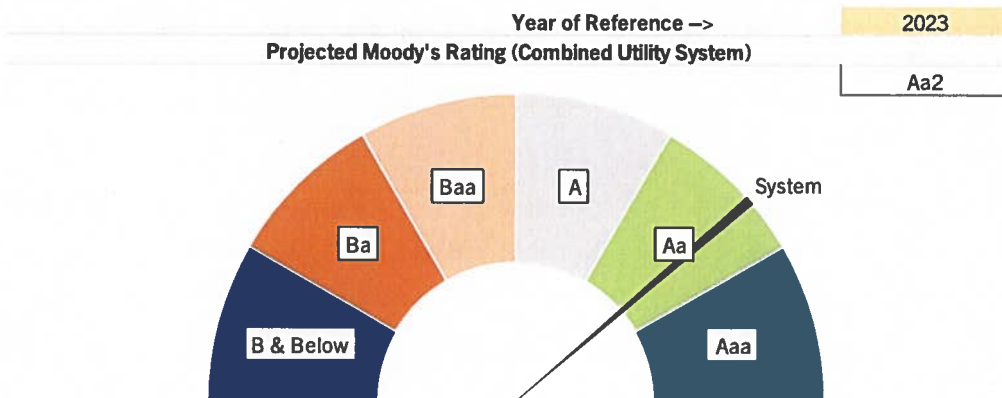 Year of Reference –> 2023
Projected Moody's Rating (Combined Utility System)
Aa2
System
Baa
A
Ba
Aa
B & Below
Aaa